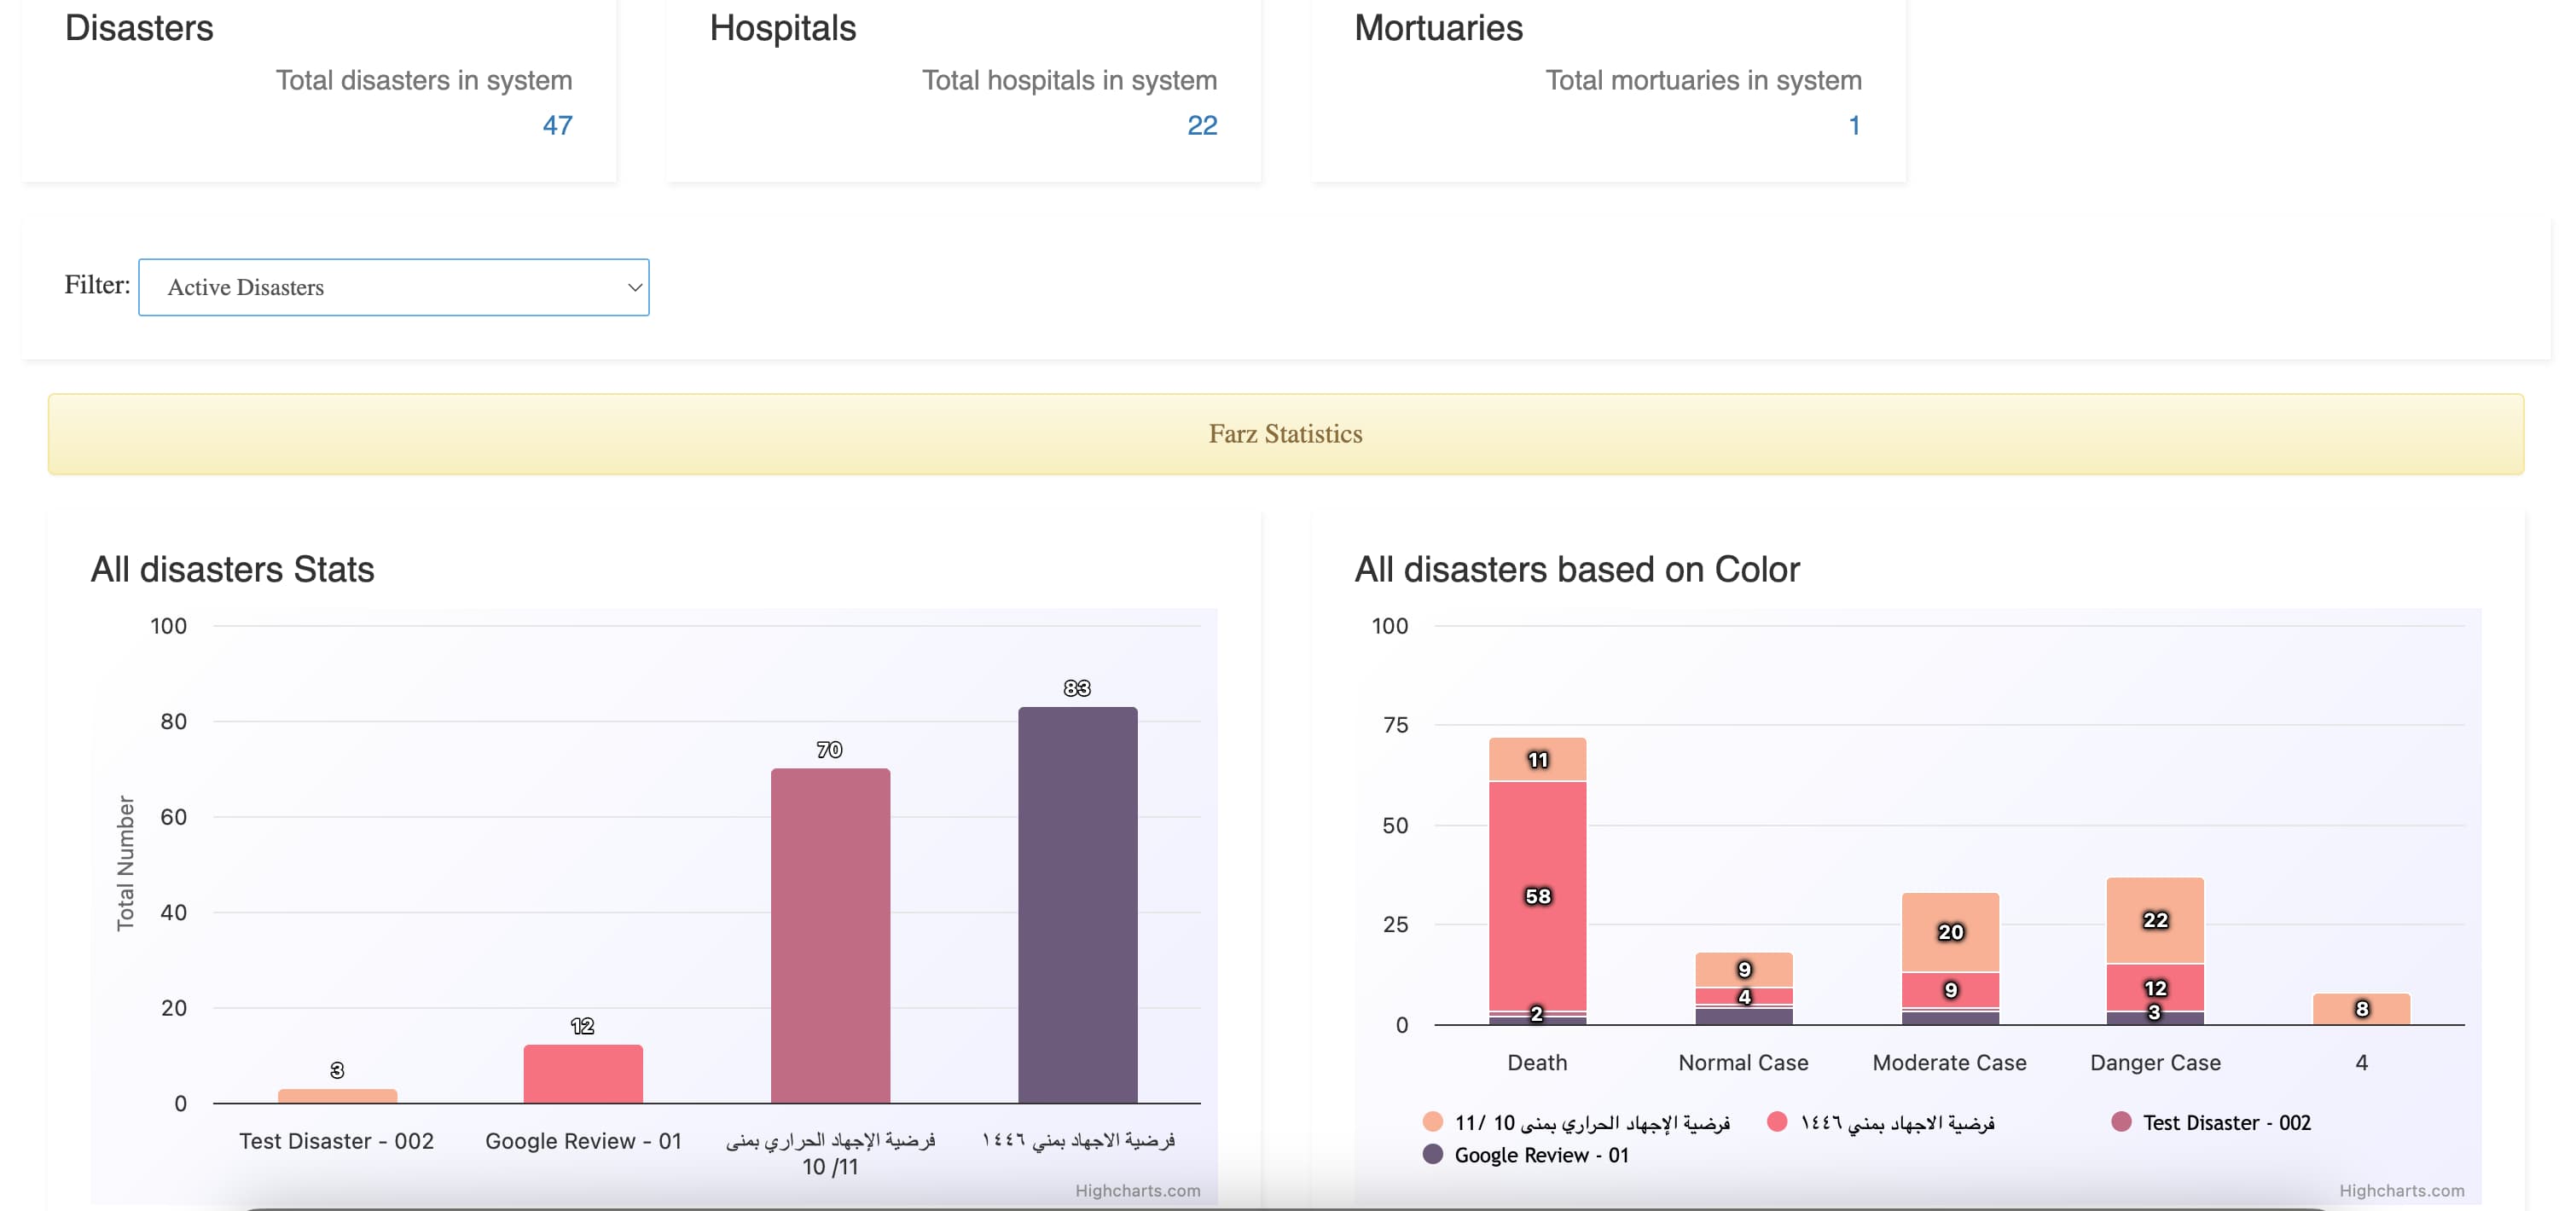 Disasters
Total disasters in system
47
Hospitals
Total hospitals in system
22
Mortuaries
Total mortuaries in system
1
Filter: Active Disasters
Farz Statistics
All disasters Stats
Total Number
100
80
60
40
20
0
3
12
70
83
Test Disaster - 002
Google Review - 01
فرضية الإجهاد الحراري بمنى
10 /11
فرضية الاجهاد بمني ١٤٤٦
Highcharts.com
All disasters based on Color
100
75
50
25
0
11
58
2
9
4
20
9
22
12
3
8
Death
Normal Case
Moderate Case
Danger Case
4
فرضية الإجهاد الحراري بمنى 10 /11
فرضية الاجهاد بمني ١٤٤٦
Test Disaster - 002
Google Review - 01
Highcharts.com